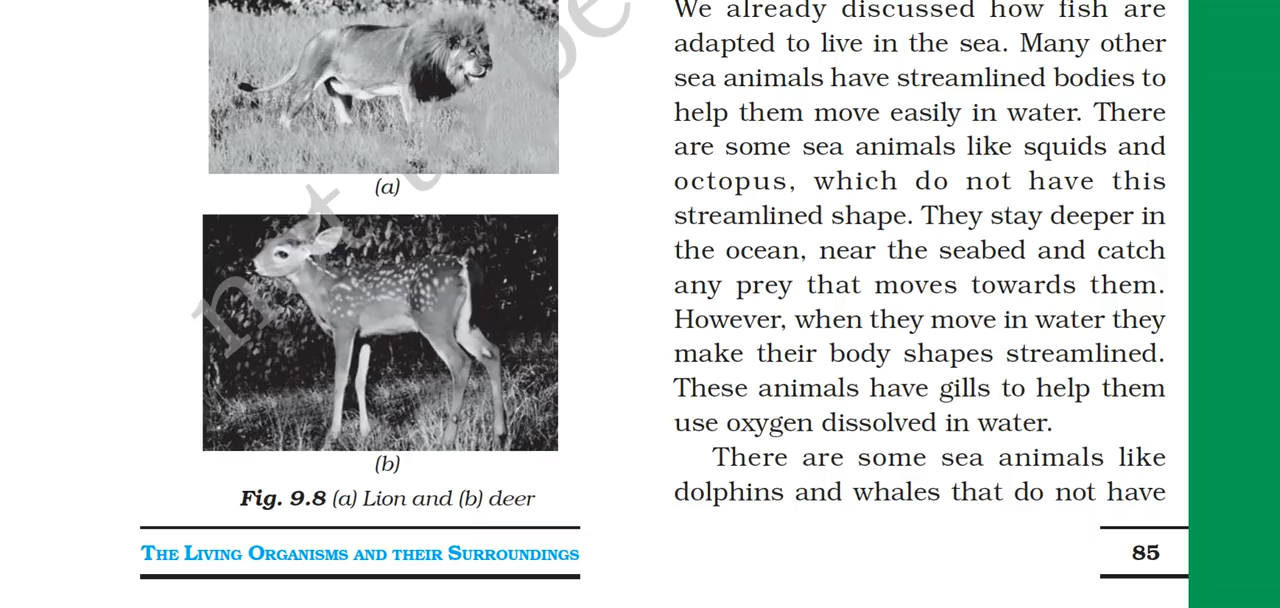 (a)
(b)
Fig. 9.8 (a) Lion and (b) deer
We already discussed how fish are
adapted to live in the sea. Many other
sea animals have streamlined bodies to
help them move easily in water. There
are some sea animals like squids and
octopus, which do not have this
streamlined shape. They stay deeper in
the ocean, near the seabed and catch
any prey that moves towards them.
However, when they move in water they
make their body shapes streamlined.
These animals have gills to help them
use oxygen dissolved in water.
There are some sea animals like
dolphins and whales that do not have
THE LIVING ORGANISMS AND THEIR SURROUNDINGS
85
not
be